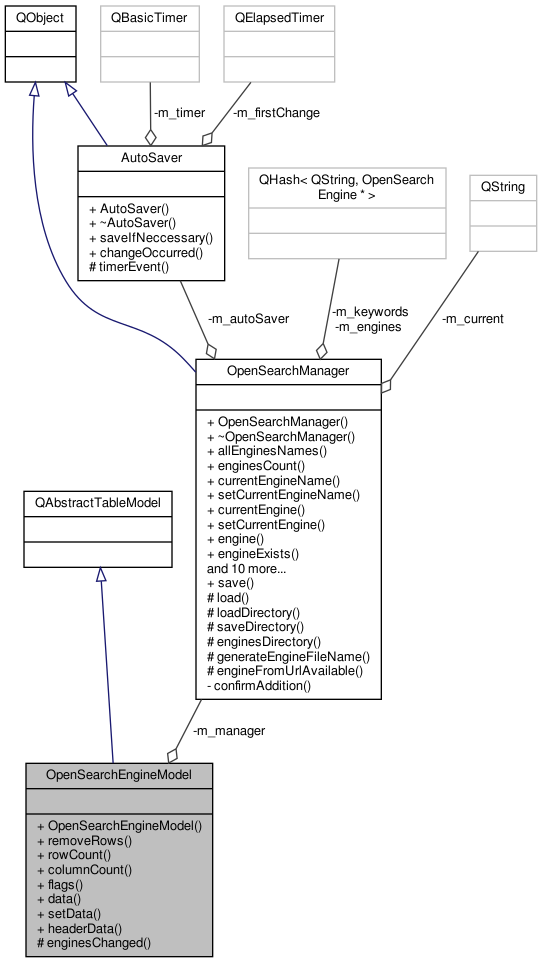 QObject
QBasicTimer
QElapsedTimer
-m_timer
-m_firstChange
AutoSaver
+ AutoSaver()
+ ~AutoSaver()
+ saveIfNeccessary()
+ changeOccurred()
# timerEvent()
QHash< QString, OpenSearch
Engine * >
QString
-m_autoSaver
-m_keywords
-m_engines
-m_current
OpenSearchManager
+ OpenSearchManager()
+ ~OpenSearchManager()
+ allEnginesNames()
+ enginesCount()
+ currentEngineName()
+ setCurrentEngineName()
+ currentEngine()
+ setCurrentEngine()
+ engine()
+ engineExists()
and 10 more...
+ save()
# load()
# loadDirectory()
# saveDirectory()
# enginesDirectory()
# generateEngineFileName()
# engineFromUrlAvailable()
- confirmAddition()
QAbstractTableModel
-m_manager
OpenSearchEngineModel
+ OpenSearchEngineModel()
+ removeRows()
+ rowCount()
+ columnCount()
+ flags()
+ data()
+ setData()
+ headerData()
# enginesChanged()